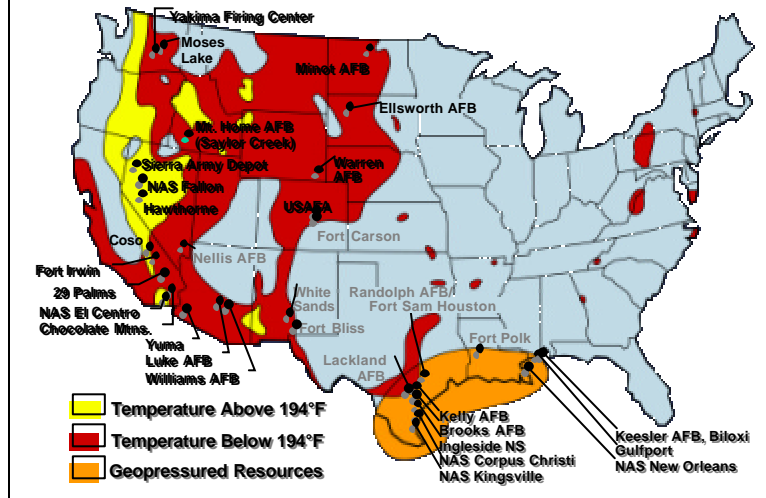 Yakima Firing Center
Moses
Lake
Minot AFB
Ellsworth AFB
Mt. Home AFB
(Saylor Creek)
Sierra Army Depot
Warren
AFB
NAS Fallon
Hawthorne
USAFA
Fort Carson
Coso
Nellis AFB
Fort Irwin
29 Palms
White
Sands
Randolph AFB/
Fort Sam Houston
NAS El Centro
Chocolate Mtns.
Fort Bliss
Fort Polk
Yuma
Luke AFB
Williams AFB
Lackland
AFB
Temperature Above 194°F
Temperature Below 194°F
Geopressured Resources
Kelly AFB
Brooks AFB
Ingleside NS
NAS Corpus Christi
NAS Kingsville
Keesler AFB, Biloxi
Gulfport
NAS New Orleans